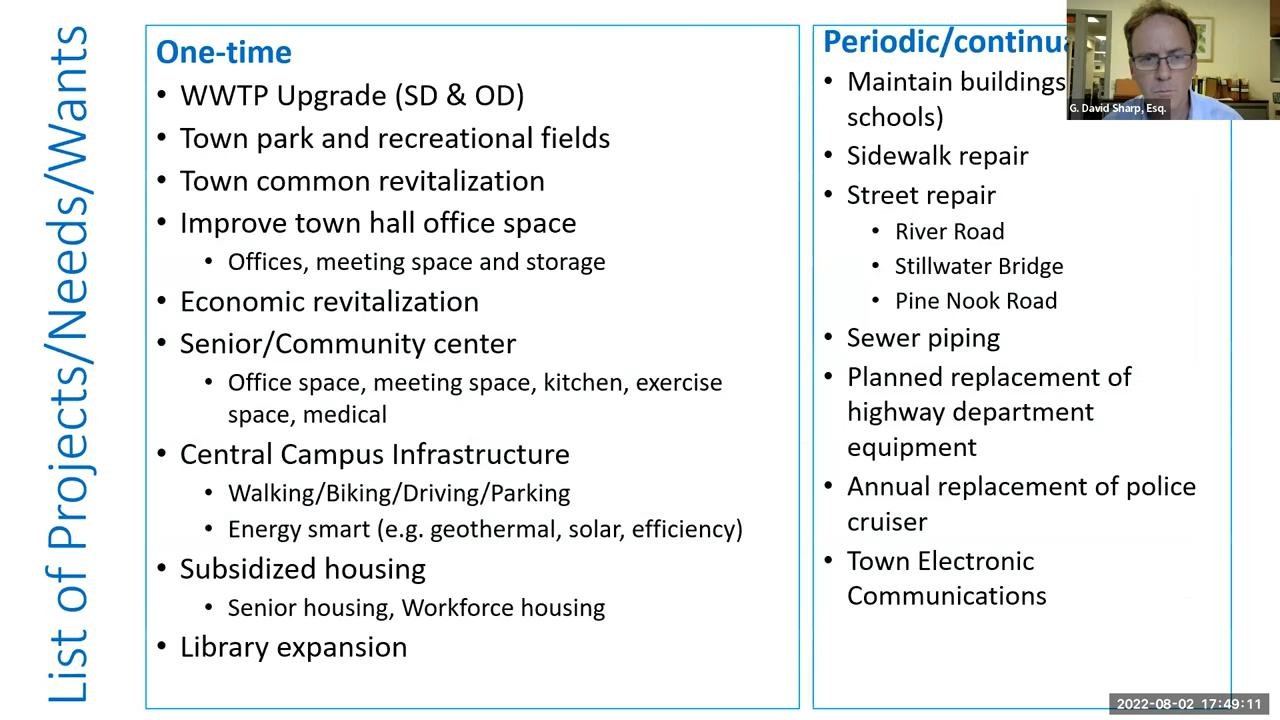 List of Projects/Needs/Wants
One-time
• WWTP Upgrade (SD & OD)
• Town park and recreational fields
• Town common revitalization
• Improve town hall office space
• Offices, meeting space and storage
• Economic revitalization
• Senior/Community center
• Office space, meeting space, kitchen, exercise
space, medical
• Central Campus Infrastructure
• Walking/Biking/Driving/Parking
• Energy smart (e.g. geothermal, solar, efficiency)
• Subsidized housing
• Senior housing, Workforce housing
• Library expansion
Periodic/continua
• Maintain buildings
schools)
• Sidewalk repair
• Street repair
• River Road
• Stillwater Bridge
• Pine Nook Road
• Sewer piping
• Planned replacement of
highway department
equipment
• Annual replacement of police
cruiser
• Town Electronic
Communications
G. David Sharp, Esq.
2022-08-02 17:49:11